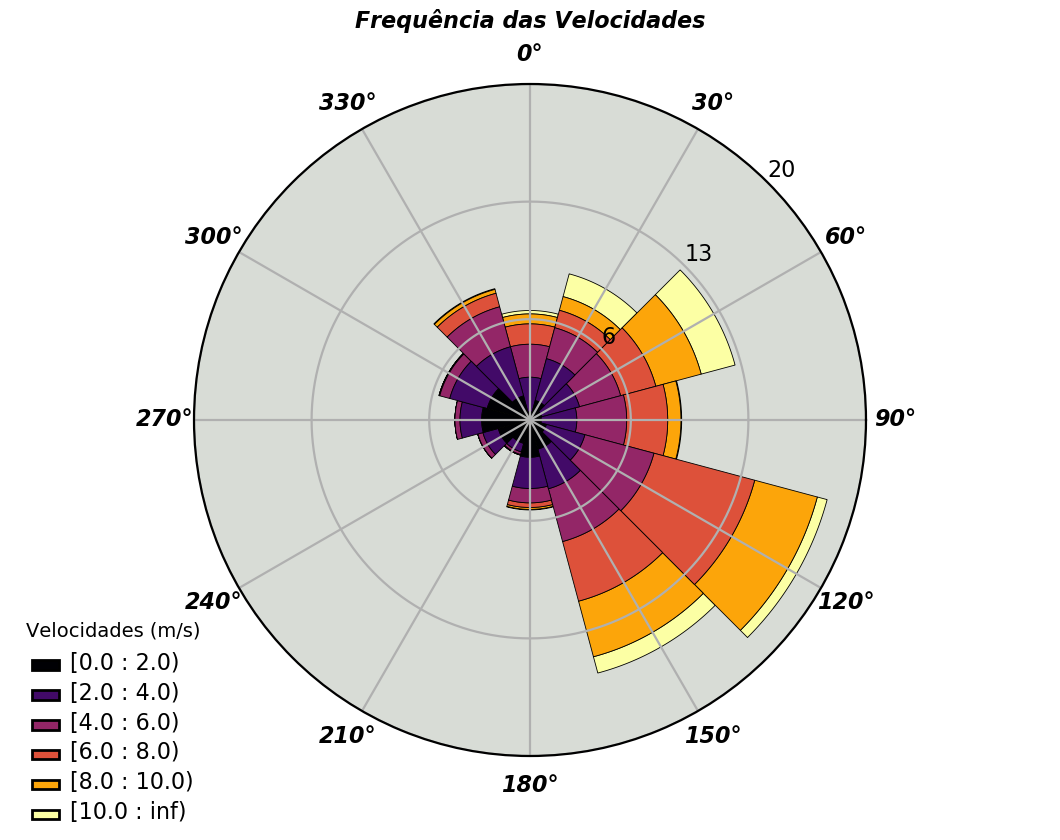 Frequência das Velocidades
0°
330°
30°
20
300°
60°
13
6
270°
90°
240°
120°
210°
150°
180°
Velocidades (m/s)
[0.0 : 2.0)
[2.0 : 4.0)
[4.0 : 6.0)
[6.0 : 8.0)
[8.0 : 10.0)
[10.0 : inf)